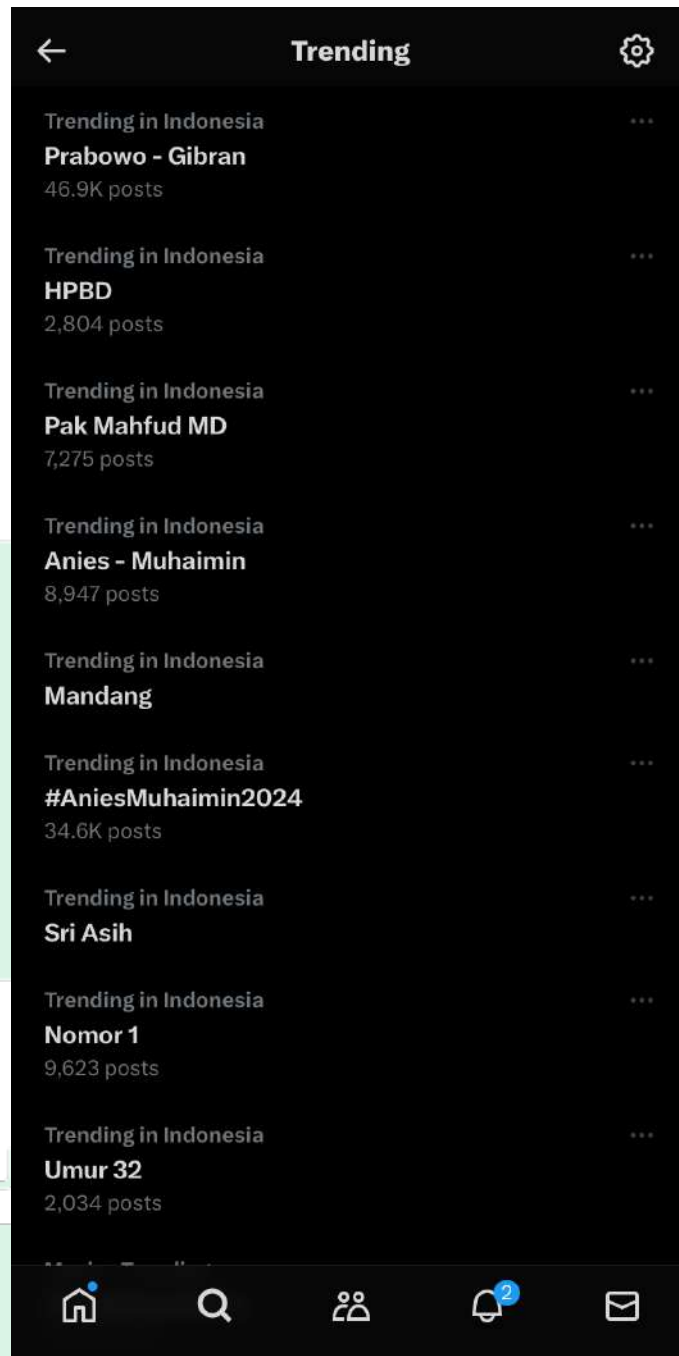 Trending
Trending in Indonesia
Prabowo - Gibran
46.9K posts
Trending in Indonesia
HPBD
2,804 posts
Trending in Indonesia
Pak Mahfud MD
7,275 posts
Trending in Indonesia
Anies - Muhaimin
8,947 posts
Trending in Indonesia
Mandang
Trending in Indonesia
#AniesMuhaimin2024
34.6K posts
Trending in Indonesia
Sri Asih
Trending in Indonesia
Nomor 1
9,623 posts
Trending in Indonesia
Umur 32
2,034 posts
2